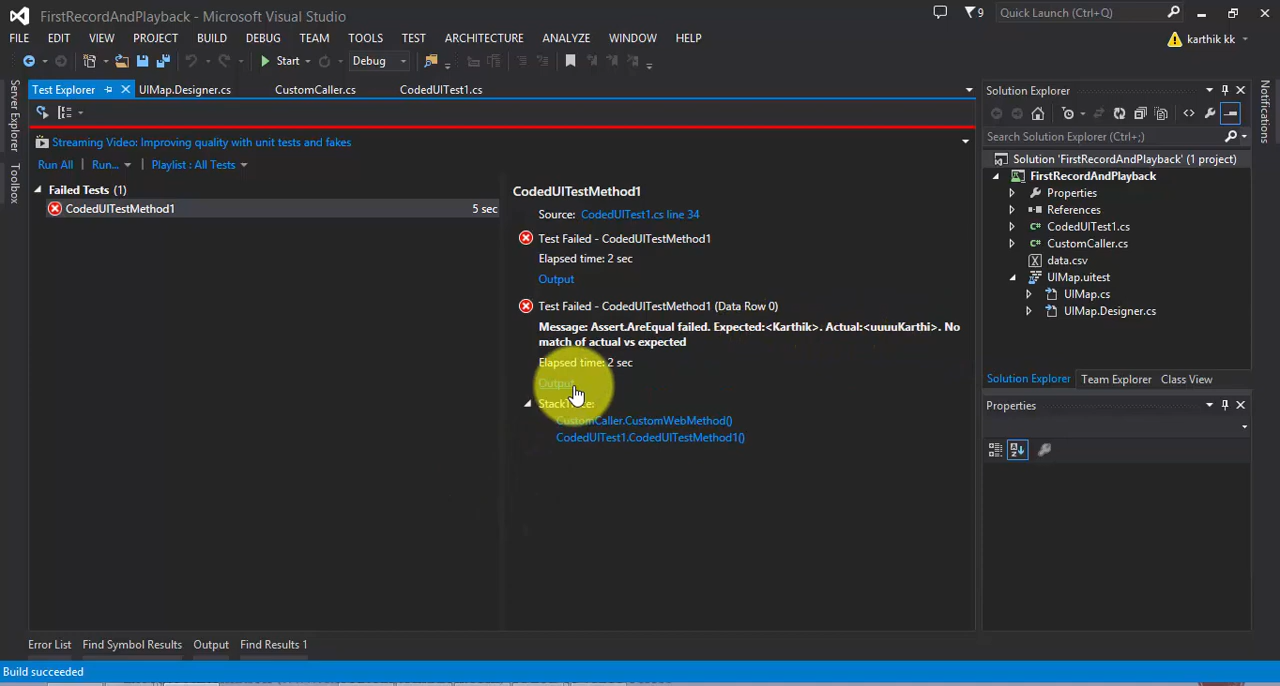 FirstRecordAndPlayback - Microsoft Visual Studio
9
Quick Launch (Ctrl+Q)
FILE EDIT VIEW PROJECT BUILD DEBUG TEAM TOOLS TEST ARCHITECTURE ANALYZE WINDOW HELP
karthik kk
Start Debug
Server Explorer
Toolbox
Test Explorer UIMap.Designer.cs CustomCaller.cs CodedUITest1.cs
Streaming Video: Improving quality with unit tests and fakes
Run All Run... Playlist : All Tests
Failed Tests (1)
CodedUITestMethod1 5 sec
CodedUITestMethod1
Source: CodedUITest1.cs line 34
Test Failed - CodedUITestMethod1
Elapsed time: 2 sec
Output
Test Failed - CodedUITestMethod1 (Data Row 0)
Message: Assert.AreEqual failed. Expected:<Karthik>. Actual:<uuuuKarthi>. No
match of actual vs expected
Elapsed time: 2 sec
Output
CustomCaller.CustomWebMethod()
CodedUITest1.CodedUITestMethod1()
Solution Explorer
Search Solution Explorer (Ctrl+;)
Solution 'FirstRecordAndPlayback' (1 project)
FirstRecordAndPlayback
Properties
References
CodedUITest1.cs
CustomCaller.cs
data.csv
UIMap.uitest
UIMap.cs
UIMap.Designer.cs
Solution Explorer Team Explorer Class View
Properties
Notifications
Error List Find Symbol Results Output Find Results 1
Build succeeded